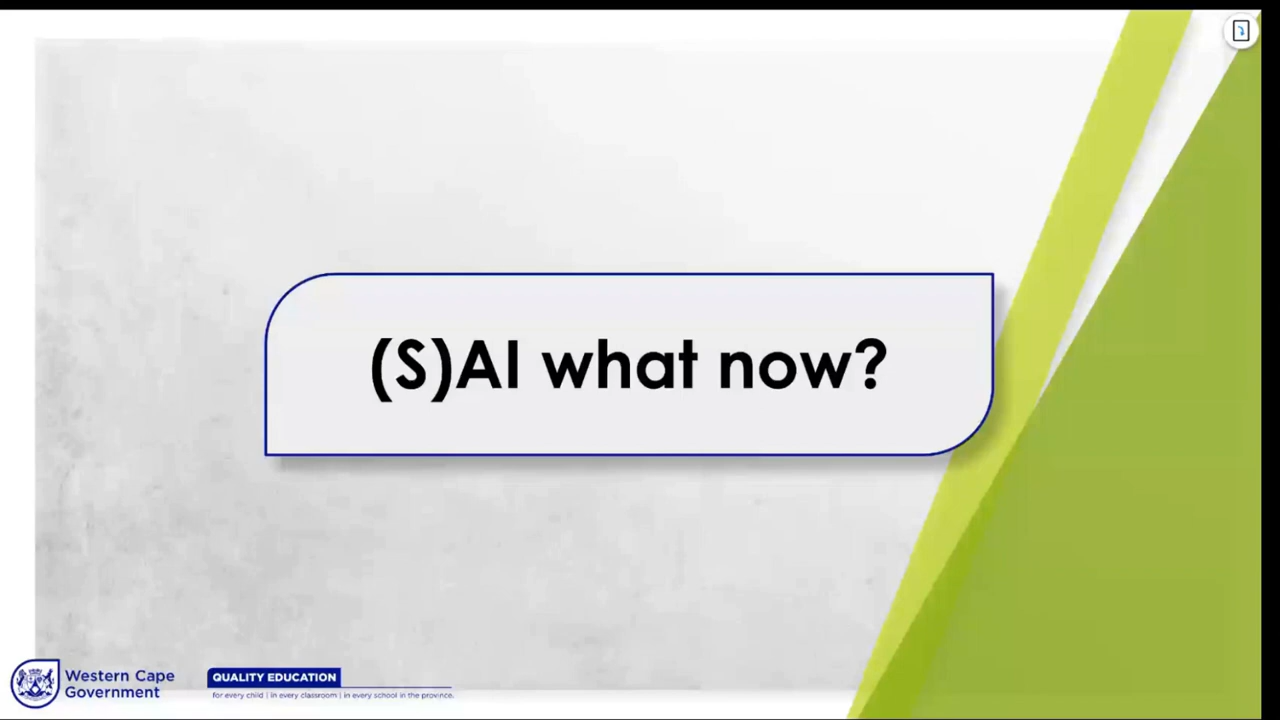 (S)AI what now?
Western Cape
Government
QUALITY EDUCATION
for every child | in every classroom | in every school in the province.